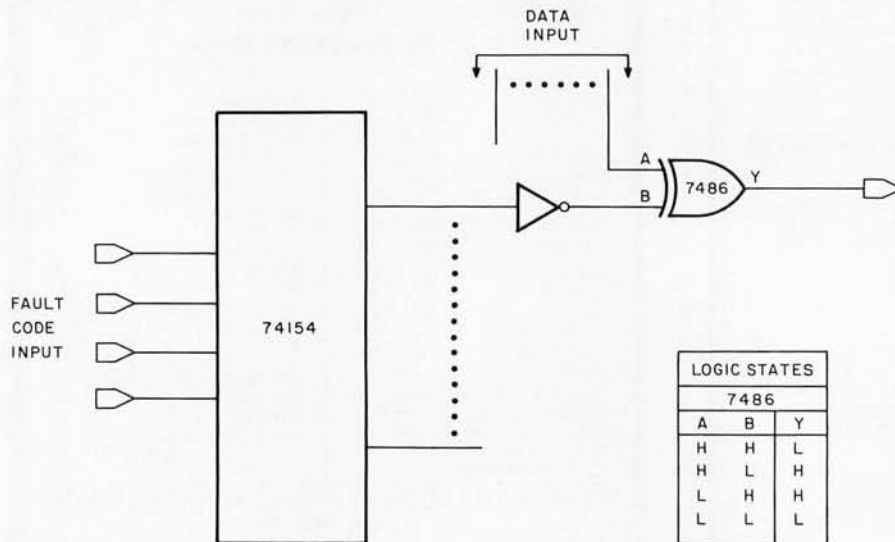 DATA
INPUT
A
B
7486
Y
FAULT
CODE
INPUT
74154
LOGIC STATES
7486
A B Y
H H L
H L H
L H H
L L L